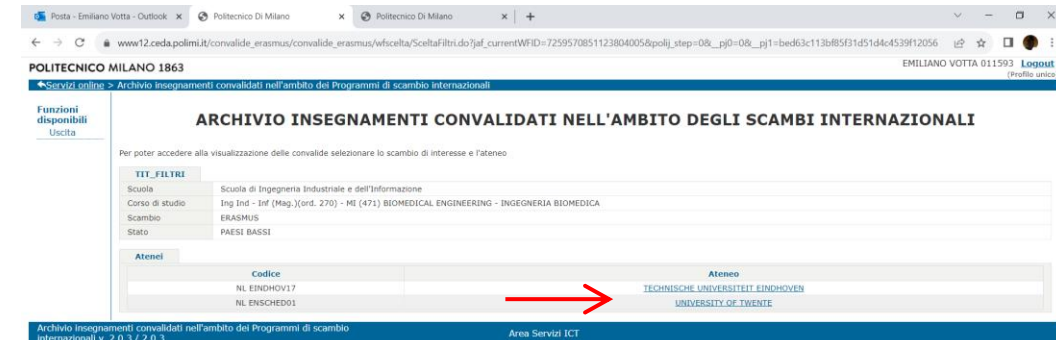 Posta - Emiliano Votta - Outlook
Politecnico Di Milano
Politecnico Di Milano
www12.ceda.polimi.it/convalide_erasmus/convalide_erasmus/wfscelta/SceltaFiltri.do?jaf_currentWFID=7259570851123804005&polij_step=0&__pj0=0&__pj1=bed63c113bf85f31d51d4c4539f12056
POLITECNICO MILANO 1863
EMILIANO VOTTA 011593 Logout
(Profilo unico
Servizi online > Archivio insegnamenti convalidati nell'ambito dei Programmi di scambio internazionali
Funzioni
disponibili
Uscita
ARCHIVIO INSEGNAMENTI CONVALIDATI NELL'AMBITO DEGLI SCAMBI INTERNAZIONALI
Per poter accedere alla visualizzazione delle convalide selezionare lo scambio di interesse e l'ateneo
TIT_FILTRI
Scuola Scuola di Ingegneria Industriale e dell'Informazione
Corso di studio Ing Ind - Inf (Mag.)(ord. 270) - MI (471) BIOMEDICAL ENGINEERING - INGEGNERIA BIOMEDICA
Scambio ERASMUS
Stato PAESI BASSI
Atenei
Codice Ateneo
NL EINDHOV17 TECHNISCHE UNIVERSITEIT EINDHOVEN
NL ENSCHED01 UNIVERSITY OF TWENTE
Archivio insegnamenti convalidati nell'ambito dei Programmi di scambio
internazionali v. 2.0.3 / 2.0.3
Area Servizi ICT